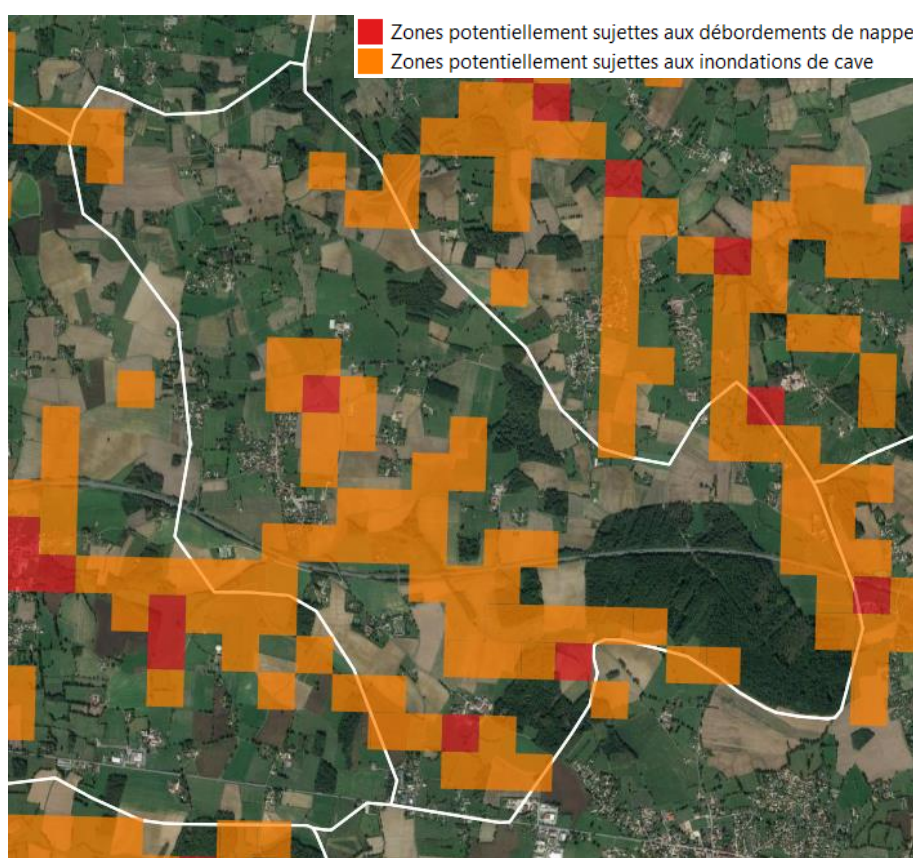 Zones potentiellement sujettes aux débordements de nappe
Zones potentiellement sujettes aux inondations de cave